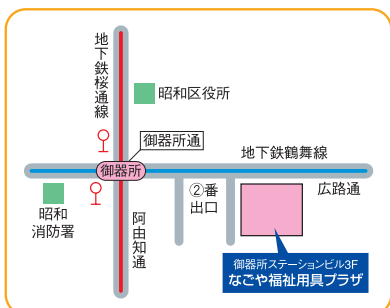 地下鉄桜通線
昭和区役所
御器所通
地下鉄鶴舞線
御器所
広路通
②番
出口
昭和
消防署
阿由知通
御器所ステーションビル3F
なごや福祉用具プラザ